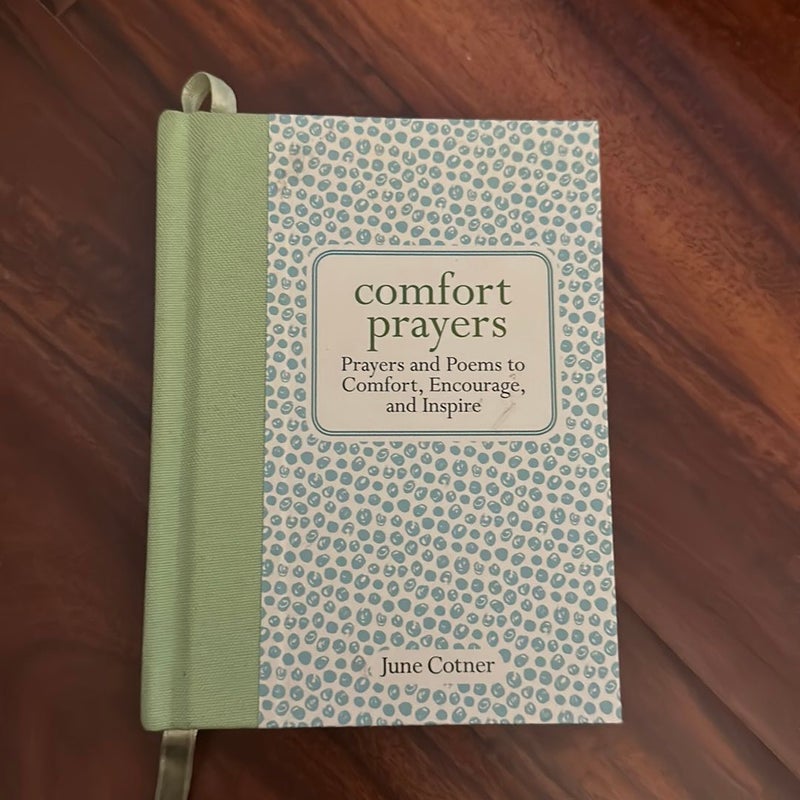 comfort
prayers
Prayers and Poems to
Comfort, Encourage,
and Inspire
June Cotner